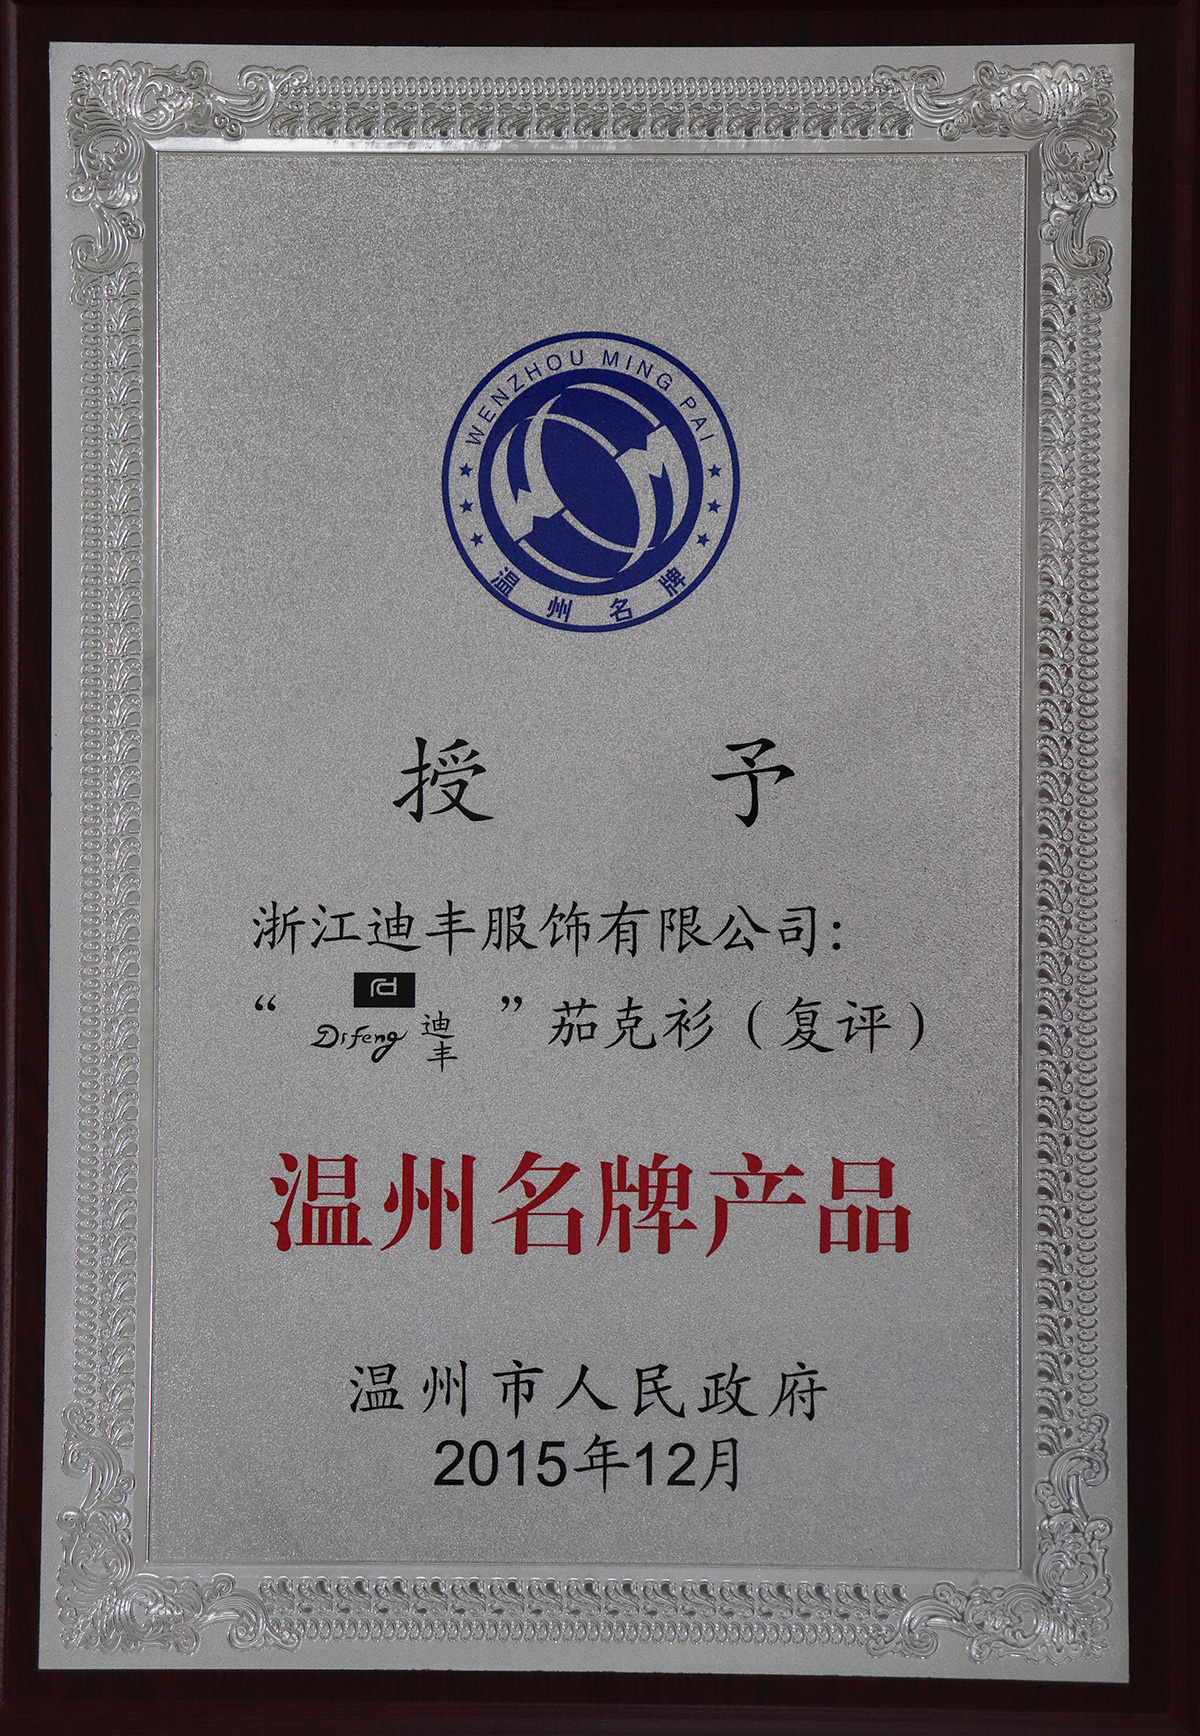 WENZHOU MING PAI
温州名牌
授 予
浙江迪丰服饰有限公司：
“Difeng 迪丰”茄克衫（复评）
温州名牌产品
温州市人民政府
2015年12月